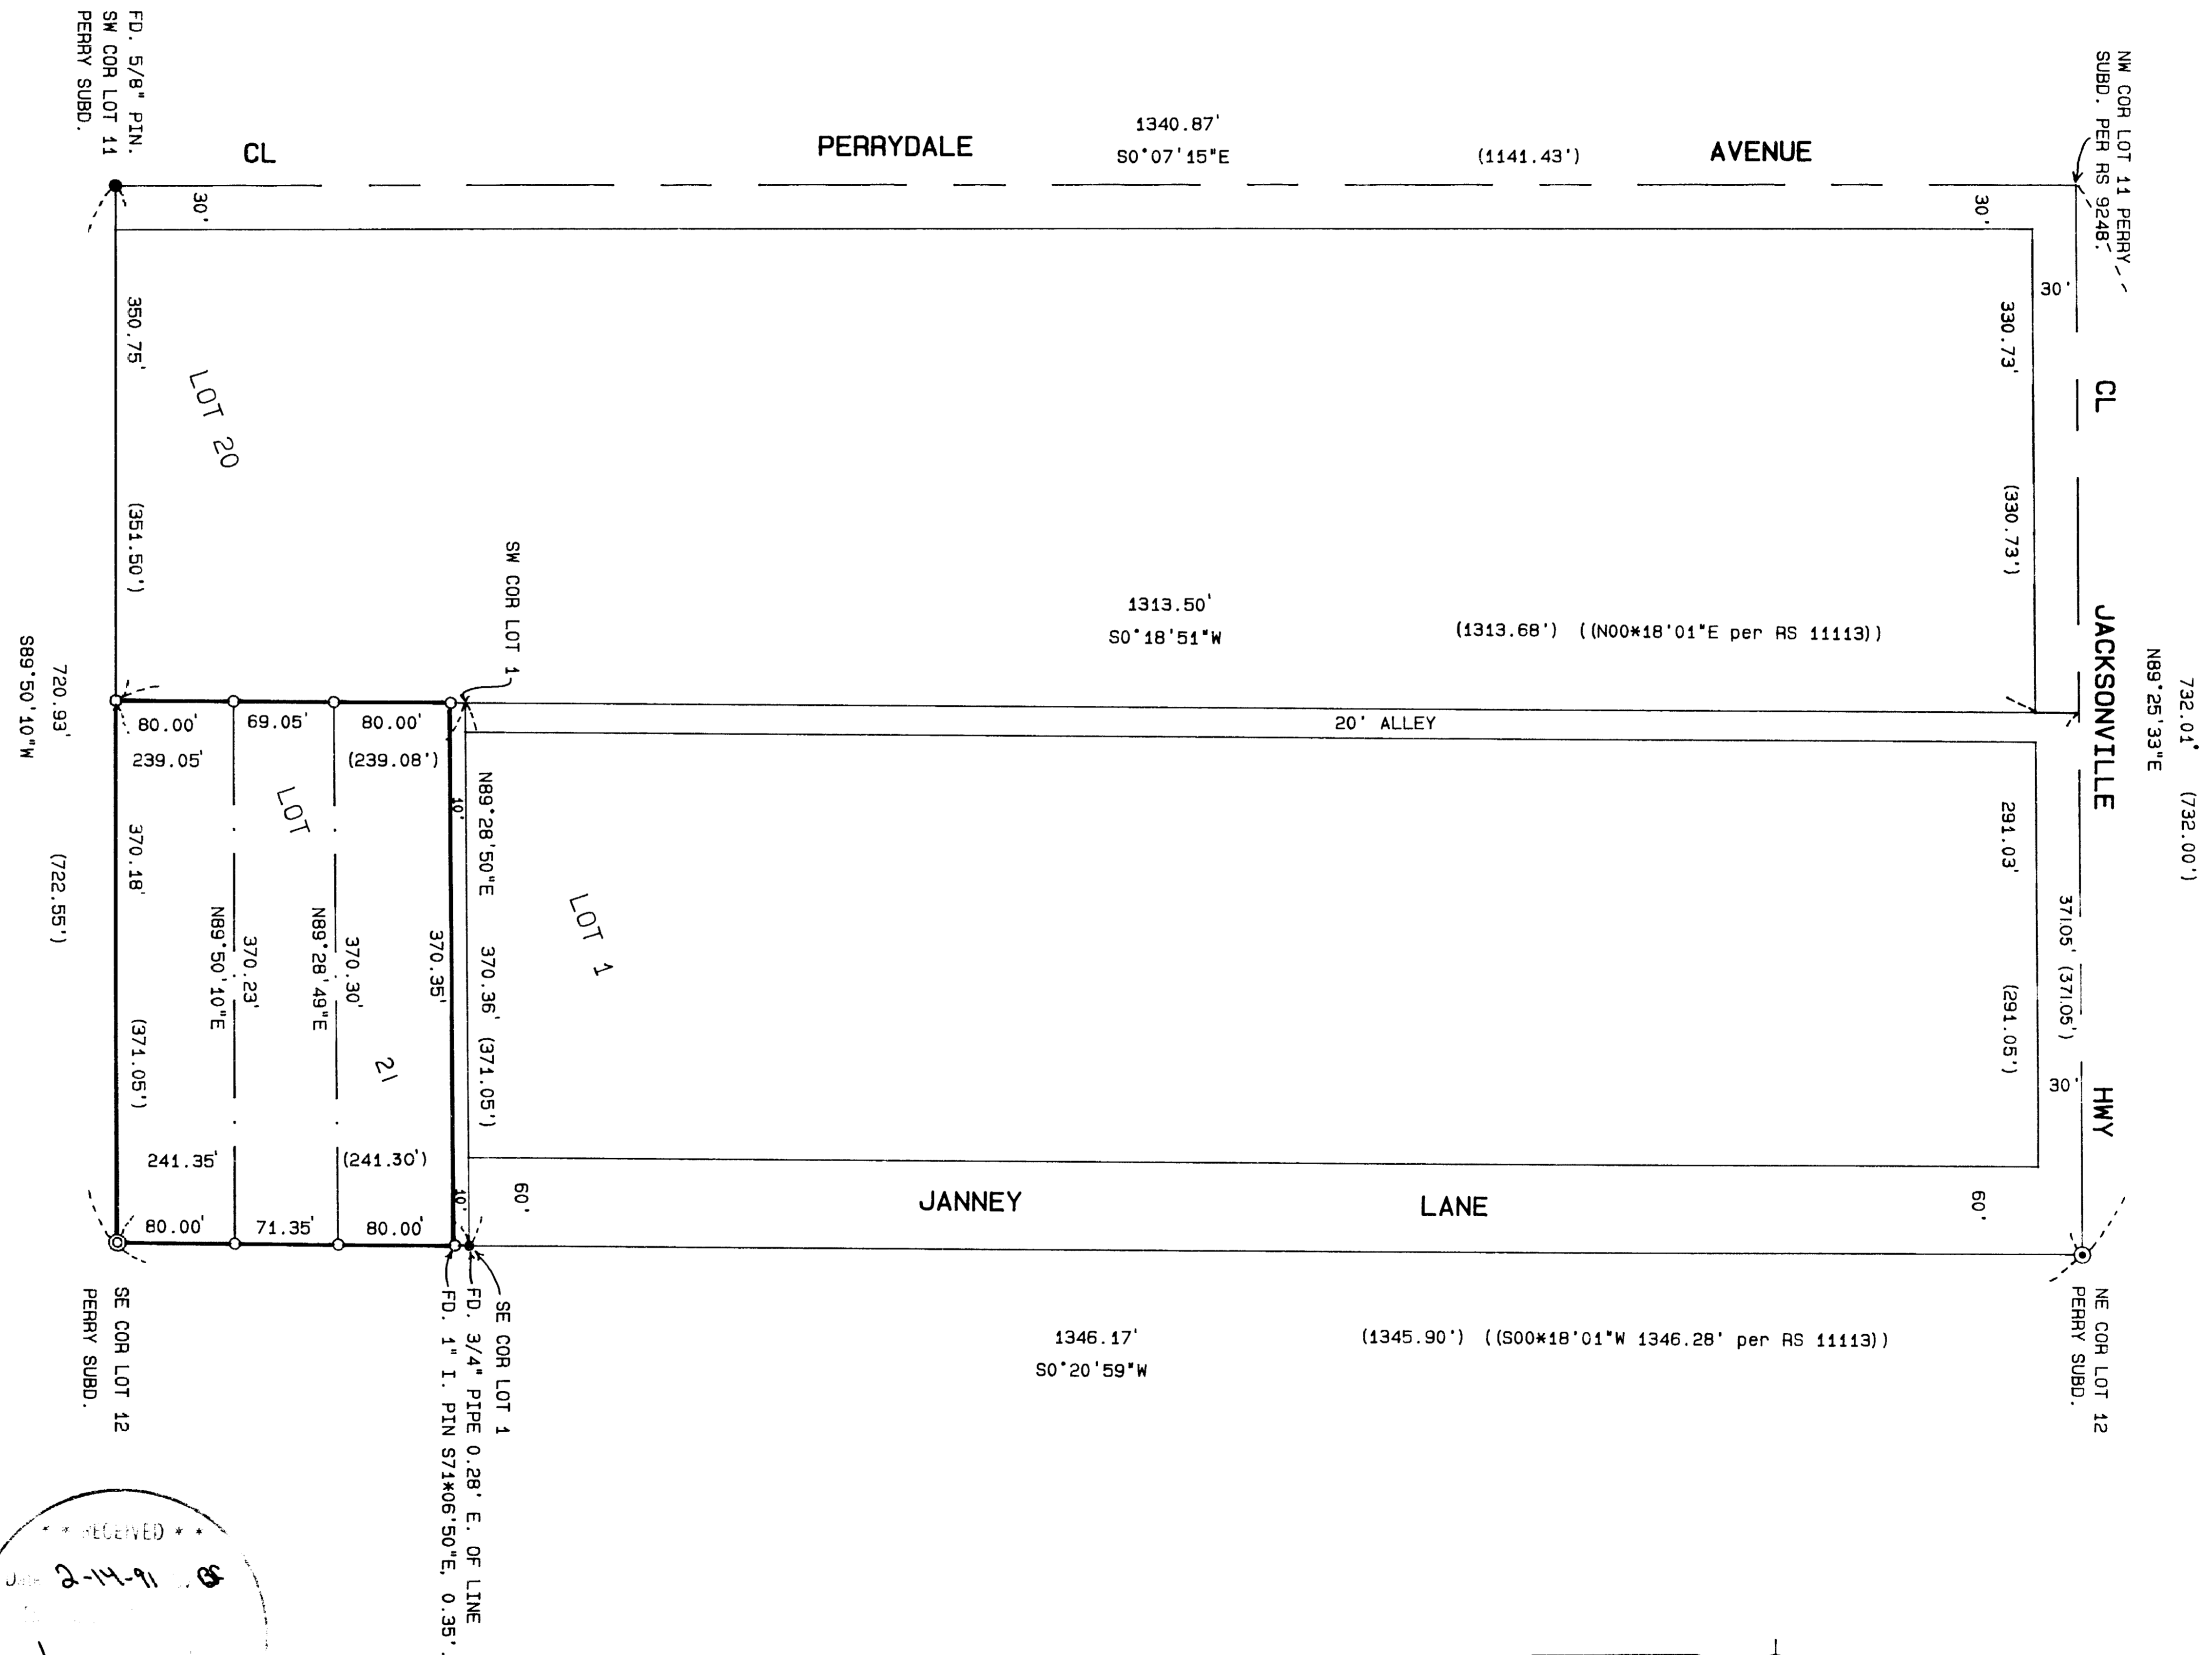 FD. 5/8" PIN.
SW COR LOT 11
PERRY SUBD.
NW COR LOT 11 PERRY
SUBD. PER RS 9248.
CL
PERRYDALE
AVENUE
1340.87'
S0°07'15"E
(1141.43')
30'
30'
30'
350.75'
(351.50')
LOT 20
330.73'
(330.73')
CL
JACKSONVILLE
HWY
732.01' (732.00')
N89°25'33"E
SW COR LOT 1
1313.50'
S0°18'51"W
(1313.68') ((N00*18'01"E per RS 11113))
20' ALLEY
720.93' (722.55')
S89°50'10"W
80.00'
69.05'
80.00'
239.05'
(239.08')
10'
LOT
21
370.18'
(371.05')
370.23'
N89°50'10"E
370.30'
N89°28'49"E
370.35'
N89°28'50"E 370.36' (371.05')
LOT 1
291.03'
(291.05')
371.05' (371.05')
30'
241.35'
(241.30')
80.00'
71.35'
80.00'
10'
60'
JANNEY
LANE
60'
SE COR LOT 12
PERRY SUBD.
SE COR LOT 1
FD. 3/4" PIPE 0.28' E. OF LINE
FD. 1" I. PIN S71*06'50"E, 0.35'.
1346.17'
S0°20'59"W
(1345.90') ((S00*18'01"W 1346.28' per RS 11113))
NE COR LOT 12
PERRY SUBD.
* * RECEIVED * *
2-14-91